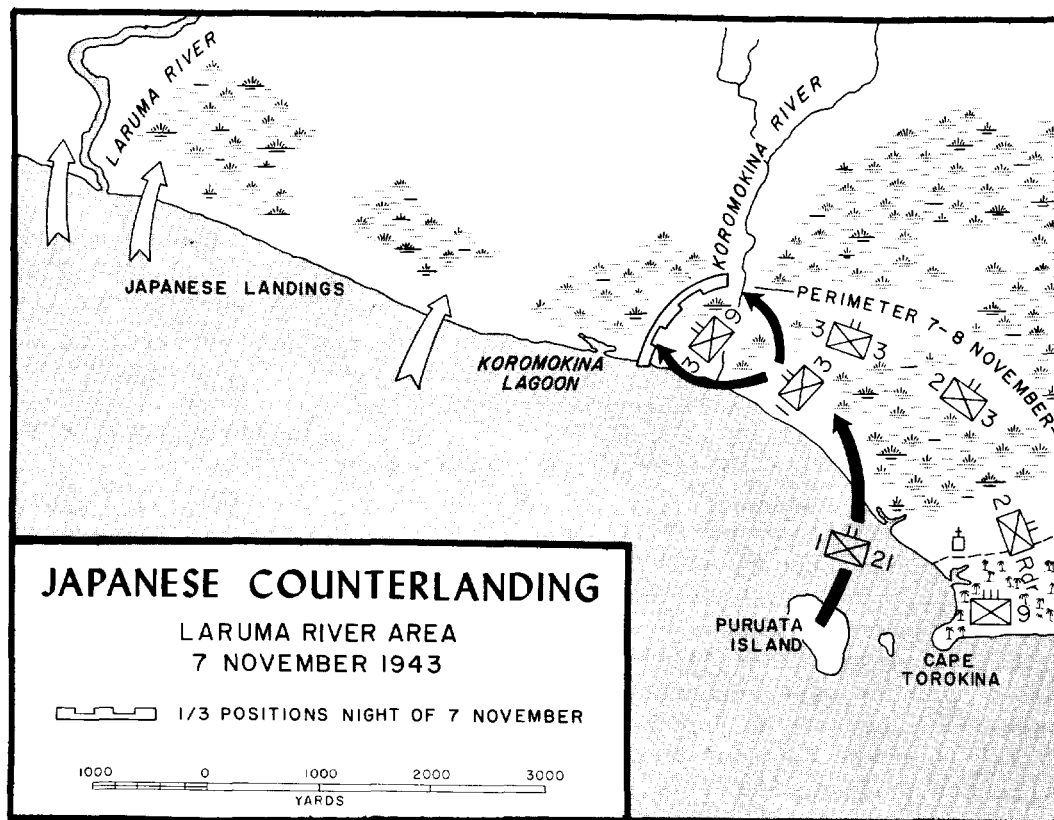 LARUMA RIVER
KOROMOKINA RIVER
JAPANESE LANDINGS
KOROMOKINA
LAGOON
PERIMETER 7-8 NOVEMBER
3 9
1 3
3 3
2 3
1 21
2 Rdr
9
PURUATA
ISLAND
CAPE
TOROKINA
JAPANESE COUNTERLANDING
LARUMA RIVER AREA
7 NOVEMBER 1943
1/3 POSITIONS NIGHT OF 7 NOVEMBER
1000 0 1000 2000 3000
YARDS